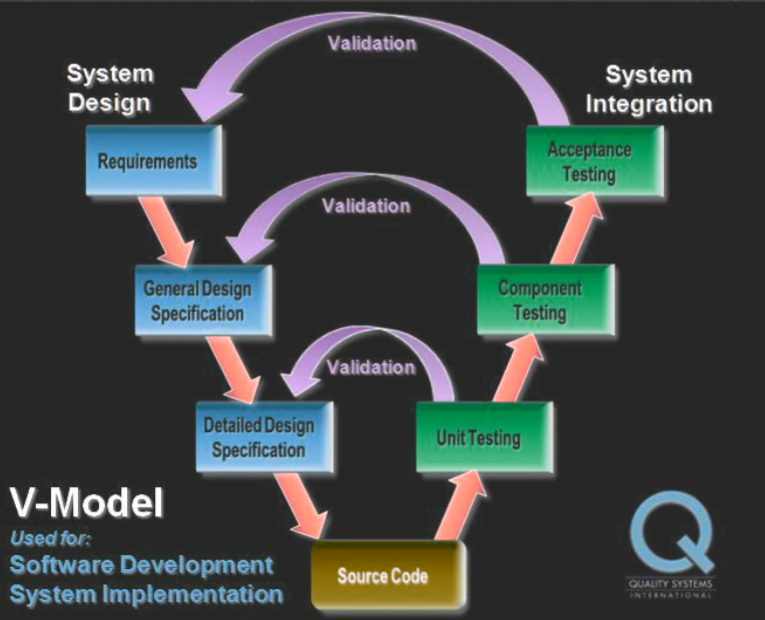 Validation
System
Design
System
Integration
Requirements
Acceptance
Testing
Validation
General Design
Specification
Component
Testing
Validation
Detailed Design
Specification
Unit Testing
V-Model
Used for:
Software Development
System Implementation
Source Code
Q
QUALITY SYSTEMS
INTERNATIONAL